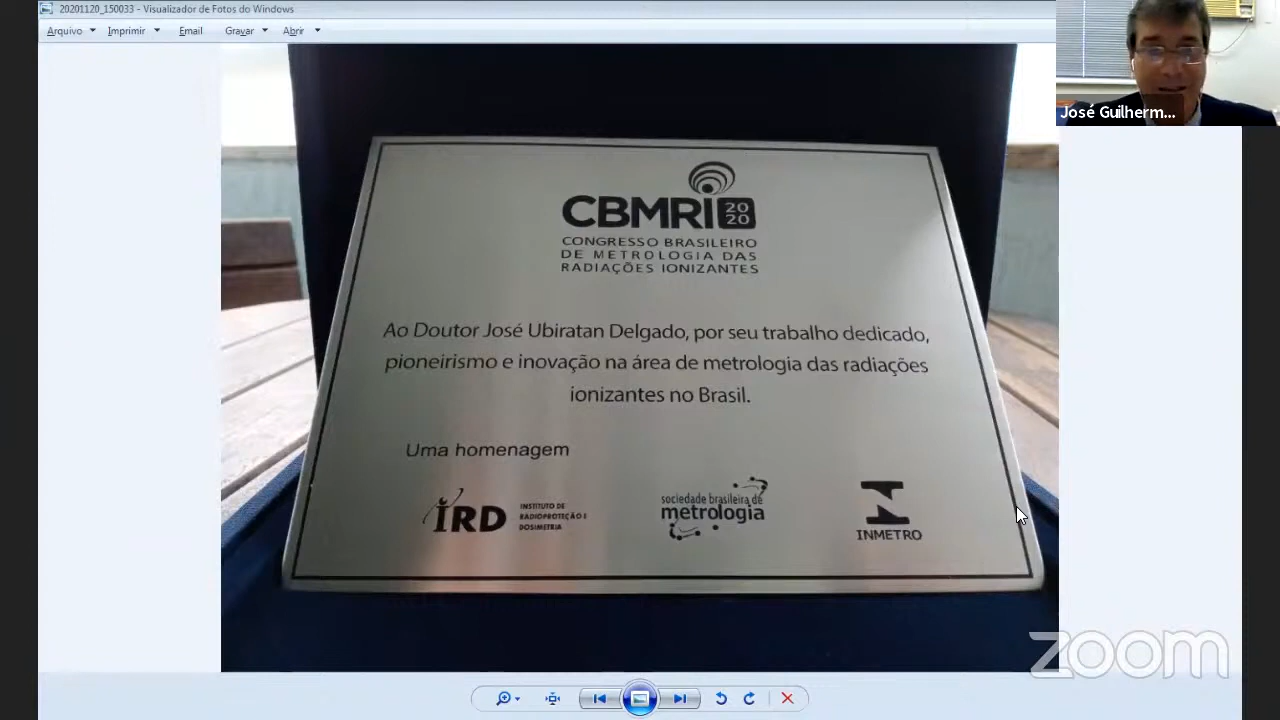 20201120_150033 - Visualizador de Fotos do Windows
Arquivo Imprimir Email Gravar Abrir
José Guilherm...
CBMRI 2020
CONGRESSO BRASILEIRO
DE METROLOGIA DAS
RADIAÇÕES IONIZANTES
Ao Doutor José Ubiratan Delgado, por seu trabalho dedicado,
pioneirismo e inovação na área de metrologia das radiações
ionizantes no Brasil.
Uma homenagem
IRD
INSTITUTO DE
RADIOPROTEÇÃO E
DOSIMETRIA
sociedade brasileira de
metrologia
INMETRO
zoom